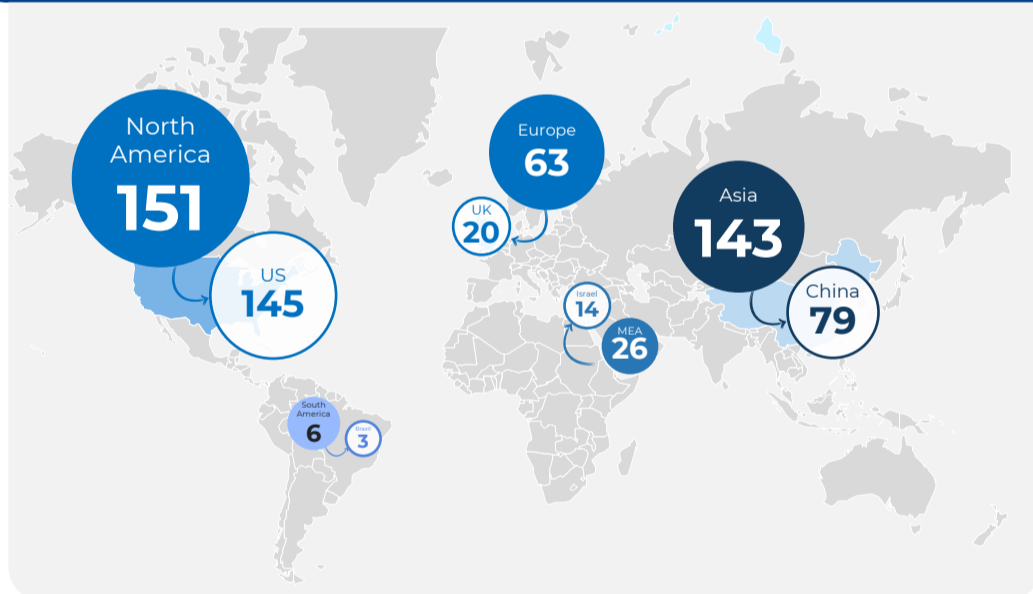 North
America
151
US
145
Europe
63
UK
20
Asia
143
China
79
Israel
14
MEA
26
South
America
6
Brazil
3